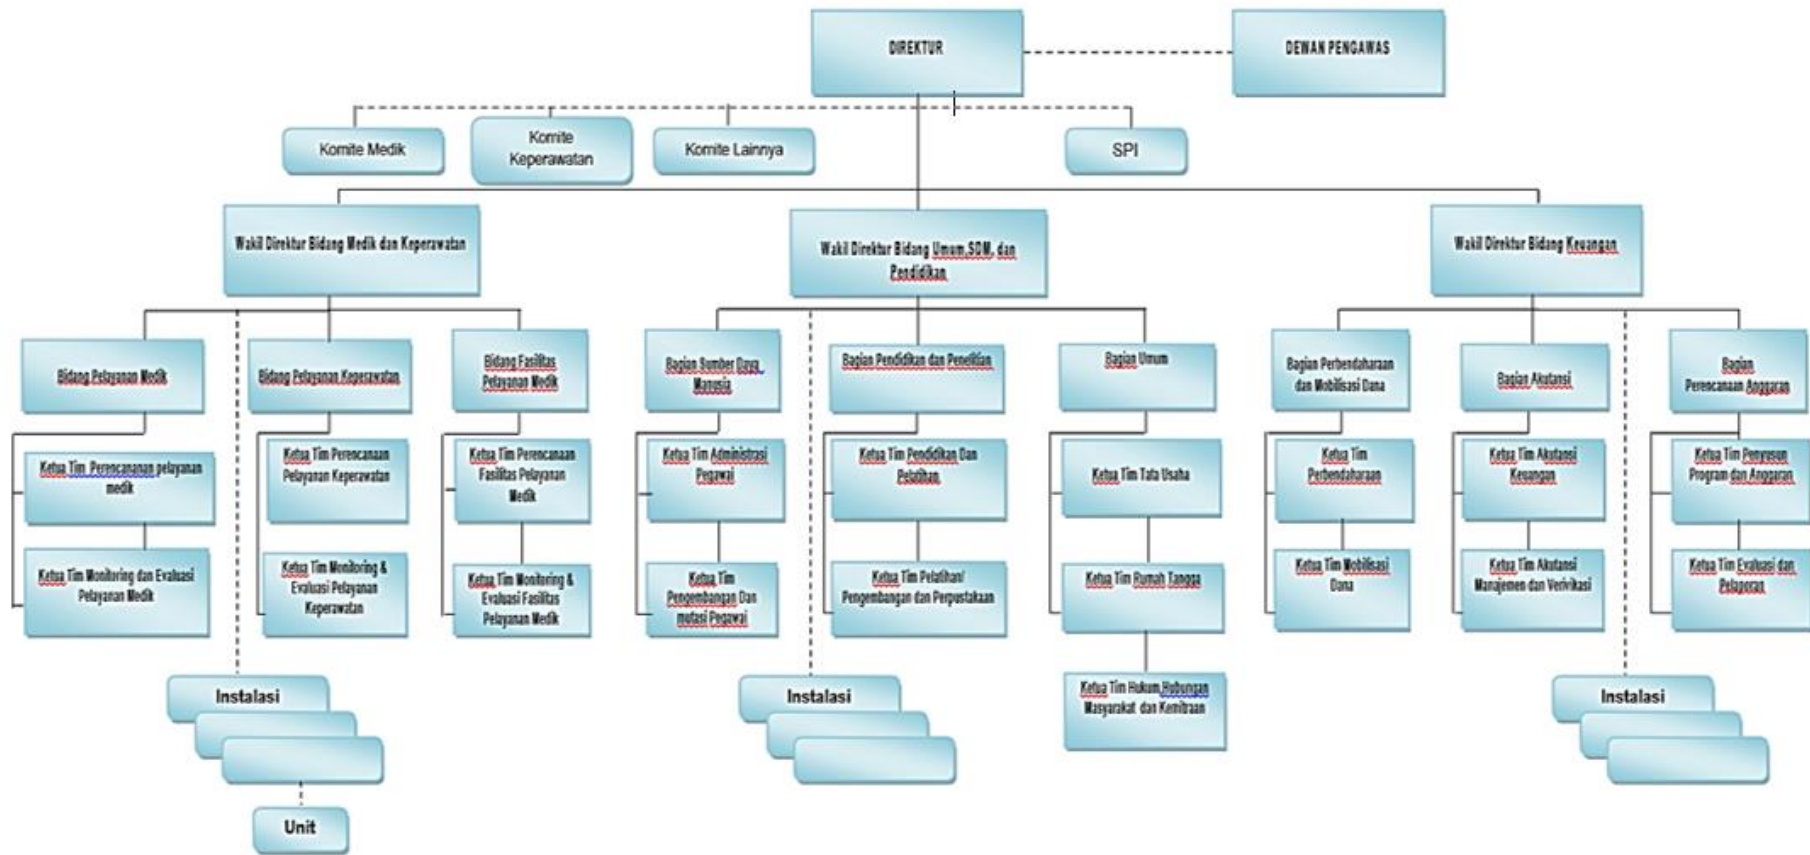 DIREKTUR
DEWAN PENGAWAS
Komite Medik
Komite
Keperawatan
Komite Lainnya
SPI
Wakil Direktur Bidang Medik dan Keperawatan
Wakil Direktur Bidang Umum,SDM, dan
Pendidikan
Wakil Direktur Bidang Keuangan
Bidang Pelayanan Medik
Bidang Pelayanan Keperawatan
Bidang Fasilitas
Pelayanan Medik
Bagian Sumber Daya
Manusia
Bagian Pendidikan dan Penelitian
Bagian Umum
Bagian Perbendaharaan
dan Mobilisasi Dana
Bagian Akutansi
Bagian
Perencanaan Anggaran
Ketua Tim Perencananan pelayanan
medik
Ketua Tim Perencanaan
Pelayanan Keperawatan
Ketua Tim Perencanaan
Fasilitas Pelayanan
Medik
Ketua Tim Administrasi
Pegawai
Ketua Tim Pendidikan Dan
Pelatihan
Ketua Tim Tata Usaha
Ketua Tim
Perbendaharaan
Ketua Tim Akutansi
Keuangan
Ketua Tim Penyusun
Program dan Anggaran
Ketua Tim Monitoring dan Evaluasi
Pelayanan Medik
Ketua Tim Monitoring &
Evaluasi Pelayanan
Keperawatan
Ketua Tim Monitoring &
Evaluasi Fasilitas
Pelayanan Medik
Ketua Tim
Pengembangan Dan
mutasi Pegawai
Ketua Tim Pelatihan/
Pengembangan dan Perpustakaan
Ketua Tim Rumah Tangga
Ketua Tim Mobilisasi
Dana
Ketua Tim Akutansi
Manajemen dan Verivikasi
Ketua Tim Evaluasi dan
Pelaporan
Instalasi
Instalasi
Ketua Tim Hukum,Hubungan
Masyarakat dan Kemitraan
Instalasi
Unit